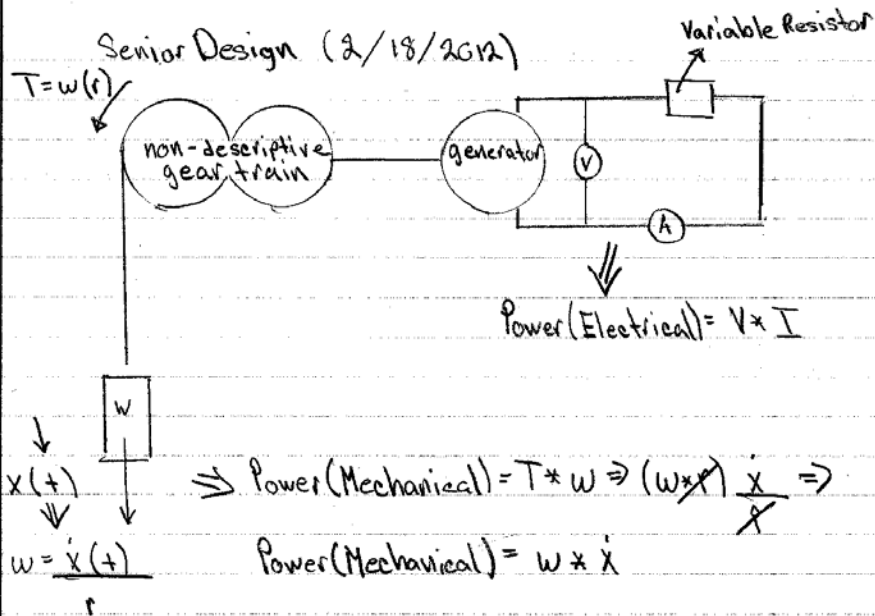 Variable Resistor
Senior Design (2/18/2012)
T=w(r)
non-descriptive
gear train
generator
V
A
Power(Electrical)= V* I
W
x(t)
⇒ Power(Mechanical)= T* w ⇒ (w*r) ẋ/r ⇒
w = ẋ(t)/r
Power(Mechanical)= w * ẋ